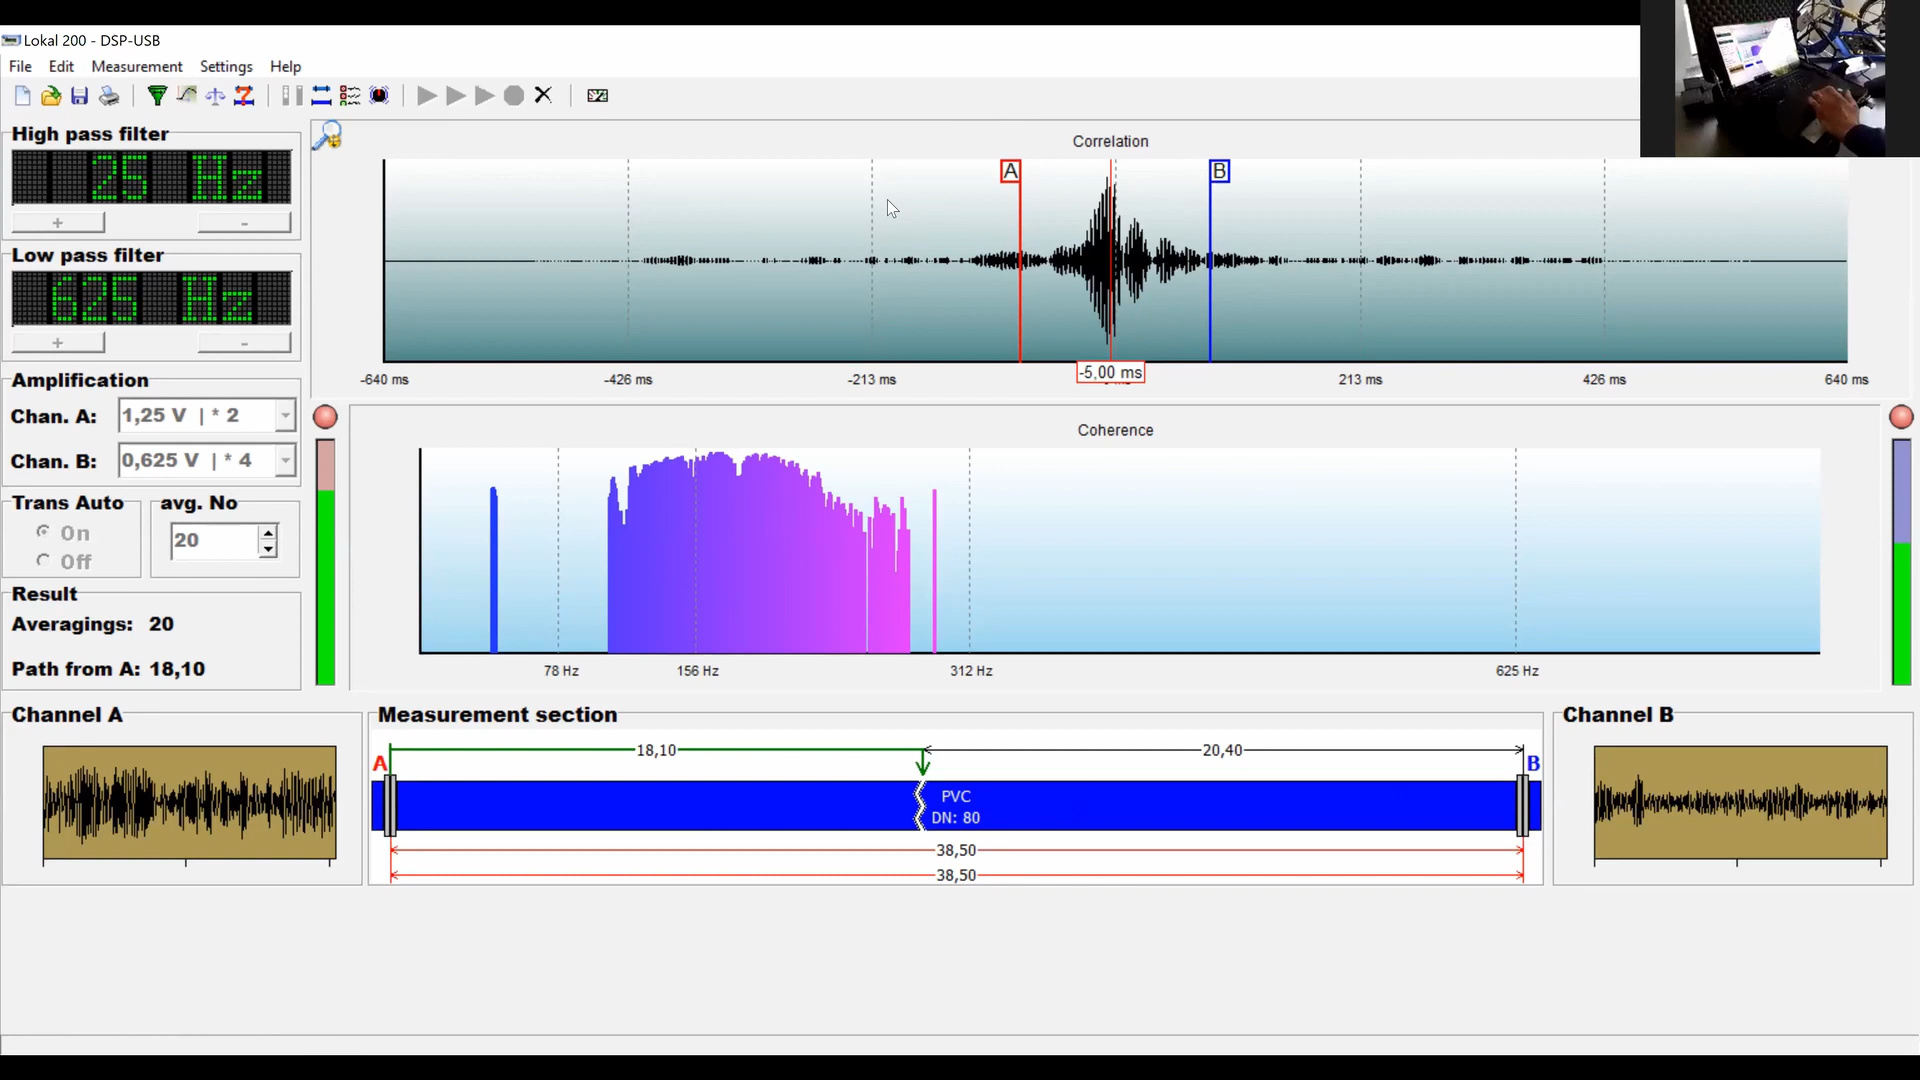 Lokal 200 - DSP-USB
File Edit Measurement Settings Help
High pass filter
25 Hz
+ -
Low pass filter
625 Hz
+ -
Amplification
Chan. A: 1,25 V | * 2
Chan. B: 0,625 V | * 4
Trans Auto
On
Off
avg. No
20
Result
Averagings: 20
Path from A: 18,10
Correlation
A B
-5,00 ms
-640 ms -426 ms -213 ms 213 ms 426 ms 640 ms
Coherence
78 Hz 156 Hz 312 Hz 625 Hz
Channel A
Measurement section
18,10 20,40
A B
PVC
DN: 80
38,50
38,50
Channel B